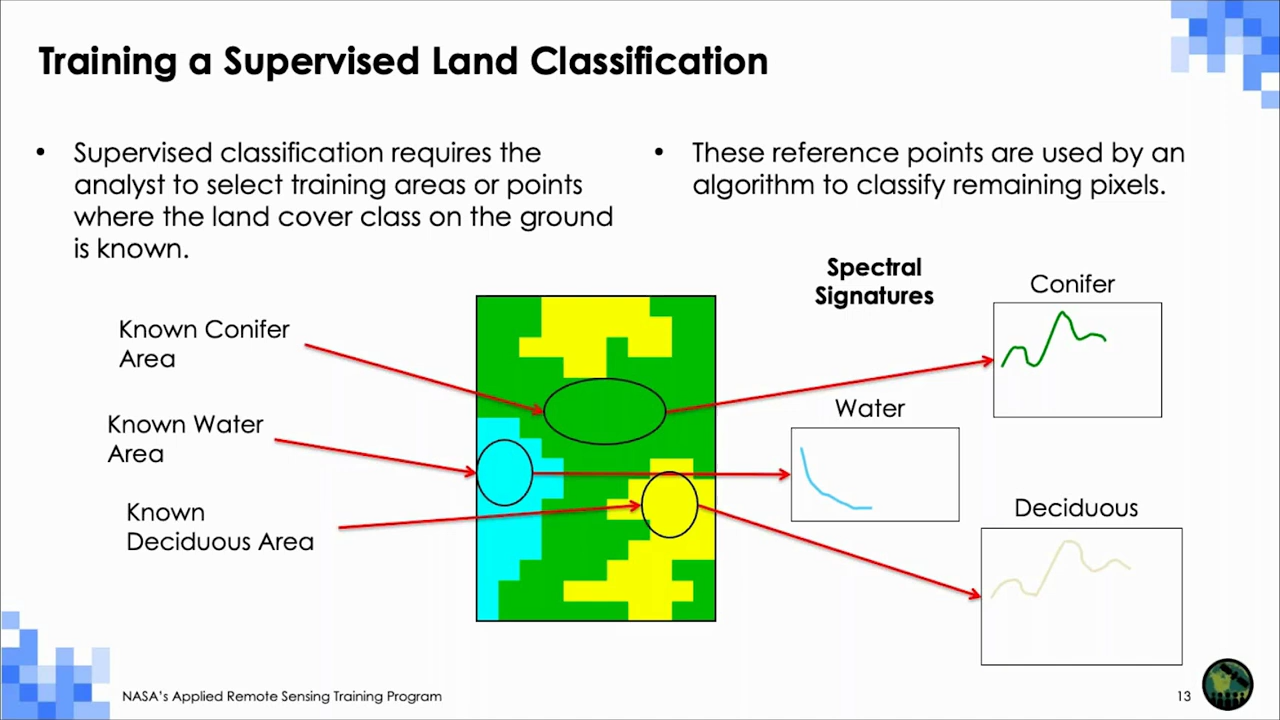 Training a Supervised Land Classification
• Supervised classification requires the
analyst to select training areas or points
where the land cover class on the ground
is known.
• These reference points are used by an
algorithm to classify remaining pixels.
Spectral
Signatures
Conifer
Known Conifer
Area
Water
Known Water
Area
Deciduous
Known
Deciduous Area
NASA's Applied Remote Sensing Training Program
13